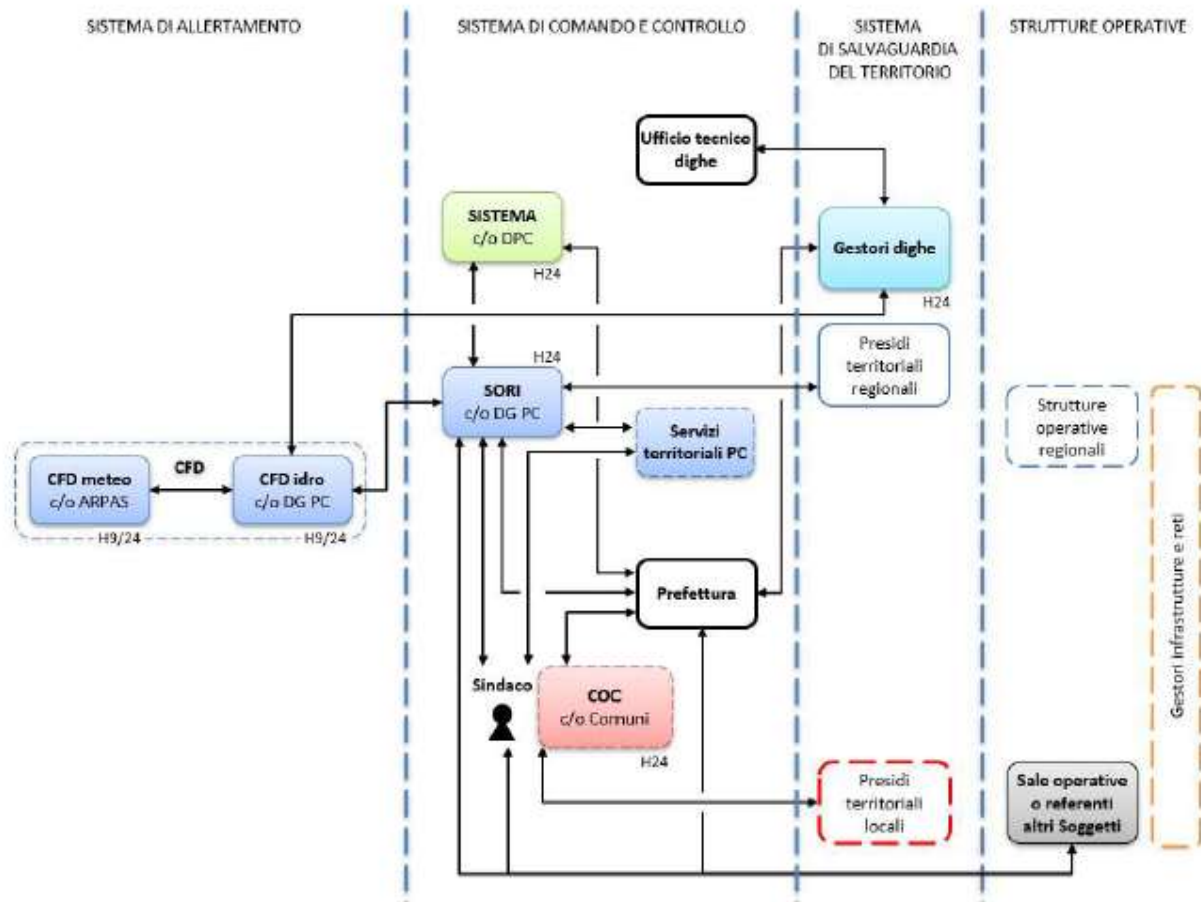 SISTEMA DI ALLERTAMENTO
SISTEMA DI COMANDO E CONTROLLO
SISTEMA
DI SALVAGUARDIA
DEL TERRITORIO
STRUTTURE OPERATIVE
Ufficio tecnico
dighe
SISTEMA
c/o DPC
H24
Gestori dighe
H24
H24
SORI
c/o DG PC
Presidi
territoriali
regionali
Servizi
territoriali PC
Strutture
operative
regionali
CFD
CFD meteo
c/o ARPAS
H9/24
CFD idro
c/o DG PC
H9/24
Prefettura
Gestori infrastrutture e reti
Sindaco
COC
c/o Comuni
H24
Presidi
territoriali
locali
Sale operative
o referenti
altri Soggetti